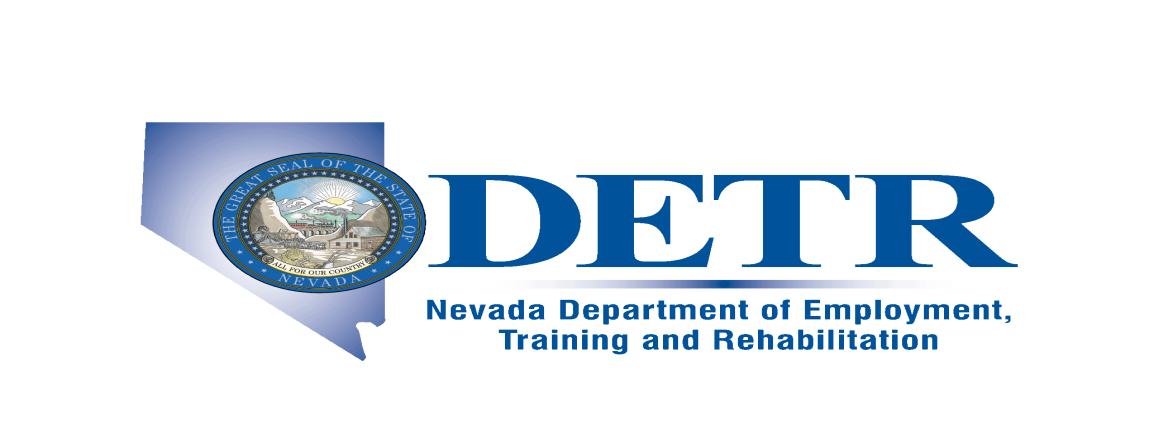 THE GREAT SEAL OF THE STATE OF
NEVADA
ALL FOR OUR COUNTRY
DETR
Nevada Department of Employment,
Training and Rehabilitation